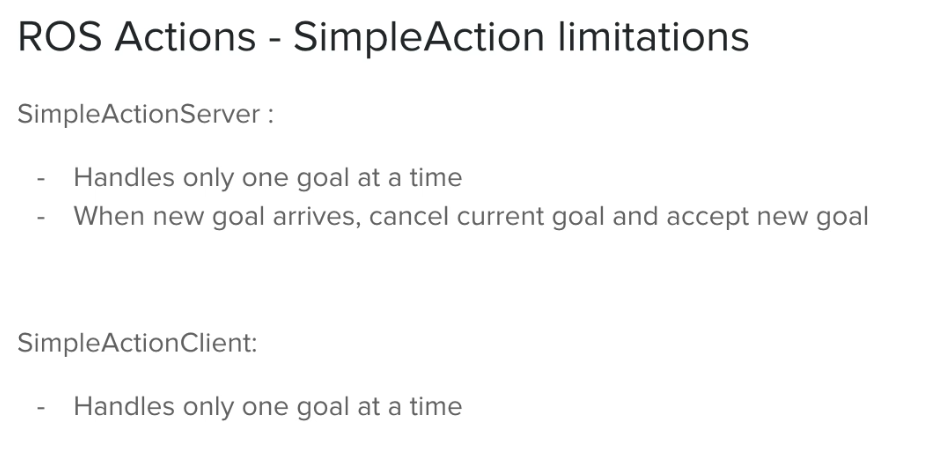 ROS Actions - SimpleAction limitations
SimpleActionServer :
- Handles only one goal at a time
- When new goal arrives, cancel current goal and accept new goal
SimpleActionClient:
- Handles only one goal at a time